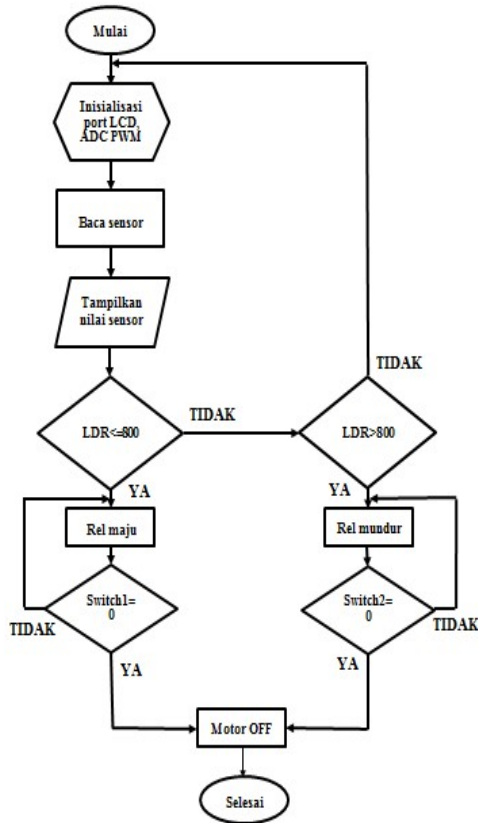 Mulai
Inisialisasi
port LCD,
ADC PWM
Baca sensor
Tampilkan
nilai sensor
TIDAK
LDR<=800
TIDAK
LDR>800
YA
YA
Rel maju
Rel mundur
Switch1=
0
Switch2=
0
TIDAK
TIDAK
YA
YA
Motor OFF
Selesai